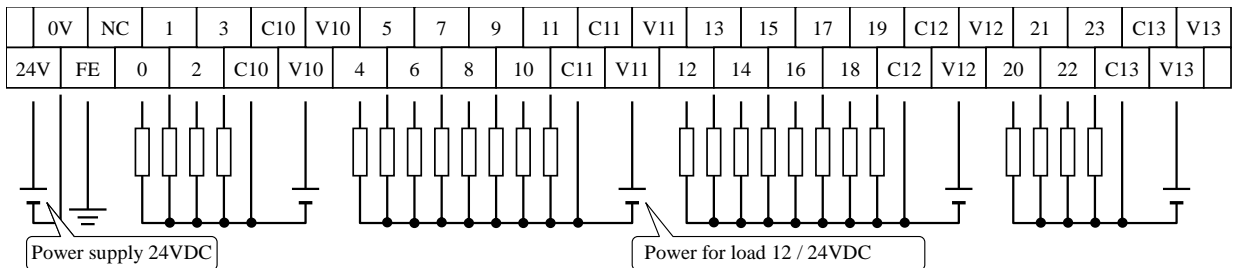 0V NC 1 3 C10 V10 5 7 9 11 C11 V11 13 15 17 19 C12 V12 21 23 C13 V13
24V FE 0 2 C10 V10 4 6 8 10 C11 V11 12 14 16 18 C12 V12 20 22 C13 V13
Power supply 24VDC
Power for load 12 / 24VDC